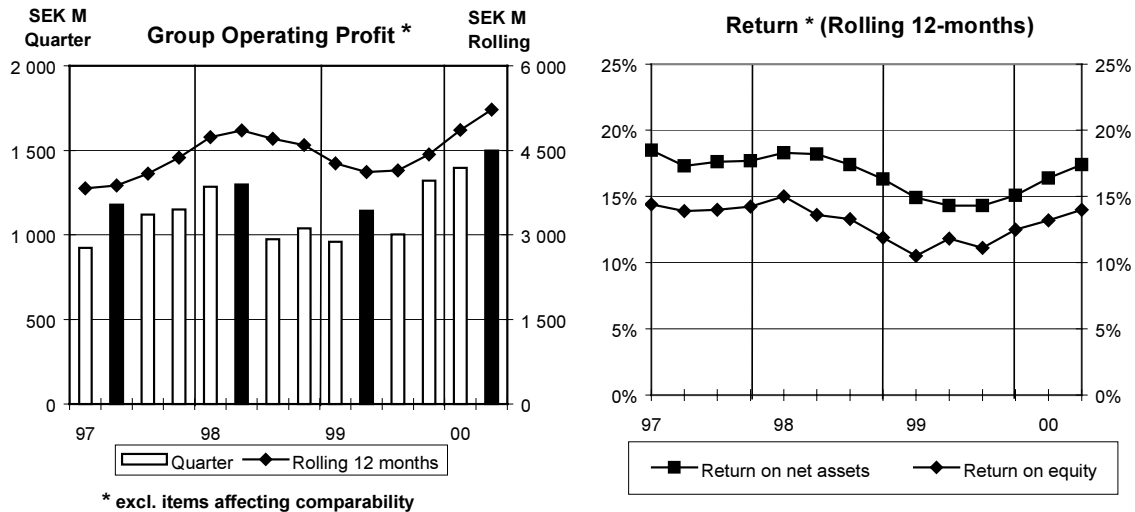 SEK M
Quarter
Group Operating Profit *
SEK M
Rolling
2 000
1 500
1 000
500
0
6 000
4 500
3 000
1 500
0
97 98 99 00
Quarter Rolling 12 months
* excl. items affecting comparability
Return * (Rolling 12-months)
25%
20%
15%
10%
5%
0%
25%
20%
15%
10%
5%
0%
97 98 99 00
Return on net assets Return on equity